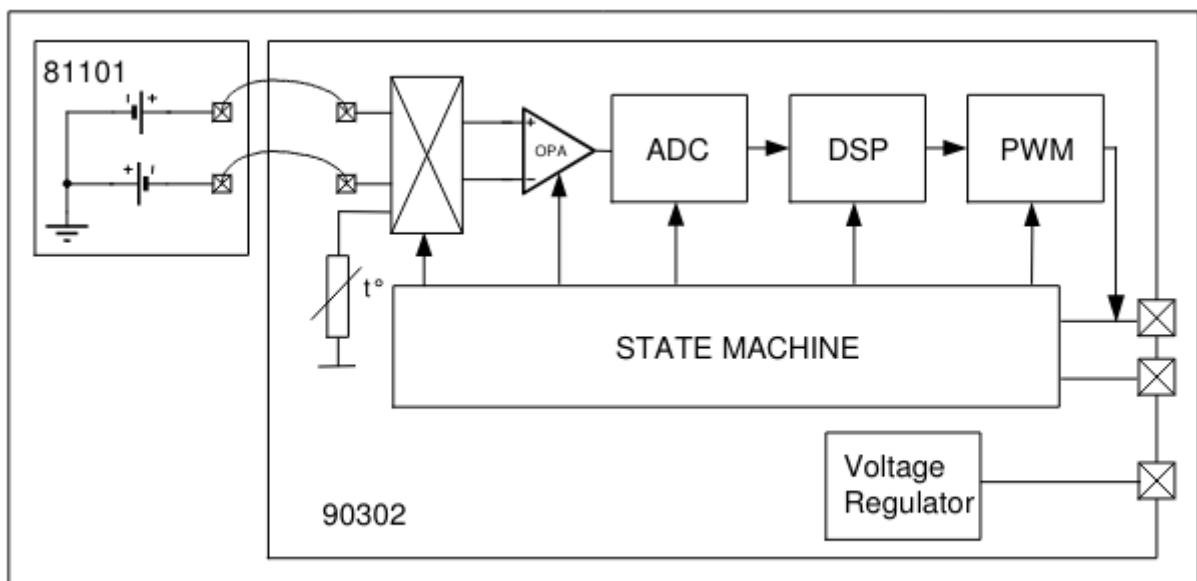 81101
- +
+ -
+
OPA
-
ADC
DSP
PWM
t°
STATE MACHINE
Voltage
Regulator
90302